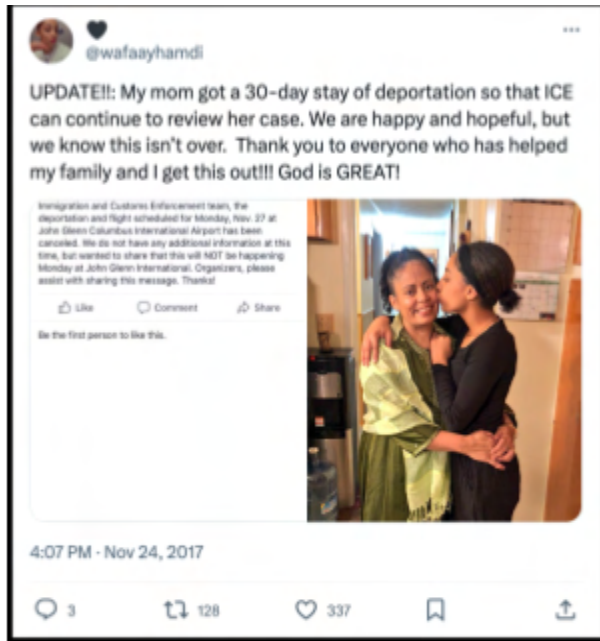 @wafaayhamdi
UPDATE!!: My mom got a 30-day stay of deportation so that ICE
can continue to review her case. We are happy and hopeful, but
we know this isn't over. Thank you to everyone who has helped
my family and I get this out!!! God is GREAT!
Immigration and Customs Enforcement team, the
deportation and flight scheduled for Monday, Nov. 27 at
John Glenn Columbus International Airport has been
canceled. We do not have any additional information at this
time, but wanted to share that this will NOT be happening
Monday at John Glenn International. Organizers, please
assist with sharing this message. Thanks!
Like Comment Share
Be the first person to like this.
4:07 PM · Nov 24, 2017
3 128 337